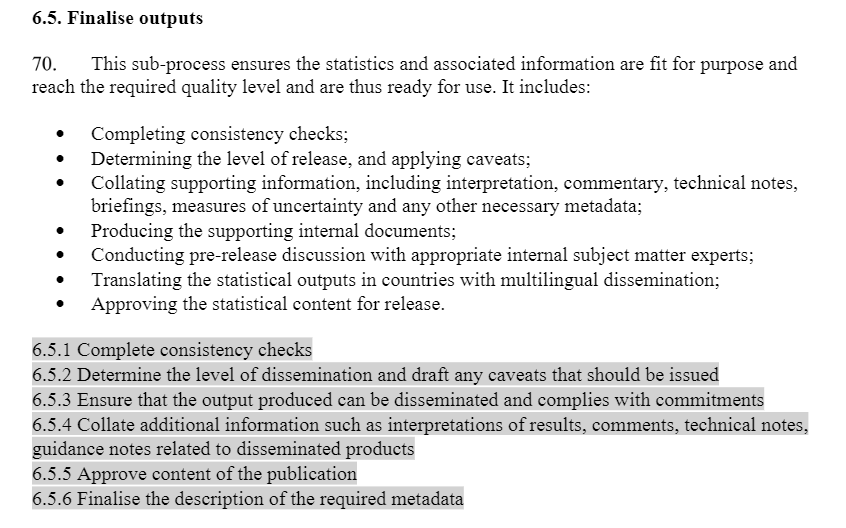 6.5. Finalise outputs
70. This sub-process ensures the statistics and associated information are fit for purpose and
reach the required quality level and are thus ready for use. It includes:
• Completing consistency checks;
• Determining the level of release, and applying caveats;
• Collating supporting information, including interpretation, commentary, technical notes,
briefings, measures of uncertainty and any other necessary metadata;
• Producing the supporting internal documents;
• Conducting pre-release discussion with appropriate internal subject matter experts;
• Translating the statistical outputs in countries with multilingual dissemination;
• Approving the statistical content for release.
6.5.1 Complete consistency checks
6.5.2 Determine the level of dissemination and draft any caveats that should be issued
6.5.3 Ensure that the output produced can be disseminated and complies with commitments
6.5.4 Collate additional information such as interpretations of results, comments, technical notes,
guidance notes related to disseminated products
6.5.5 Approve content of the publication
6.5.6 Finalise the description of the required metadata